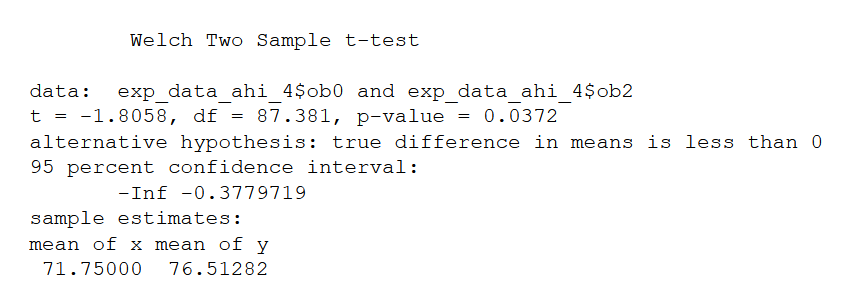 Welch Two Sample t-test
data:  exp_data_ahi_4$ob0 and exp_data_ahi_4$ob2
t = -1.8058, df = 87.381, p-value = 0.0372
alternative hypothesis: true difference in means is less than 0
95 percent confidence interval:
-Inf -0.3779719
sample estimates:
mean of x mean of y
71.75000  76.51282